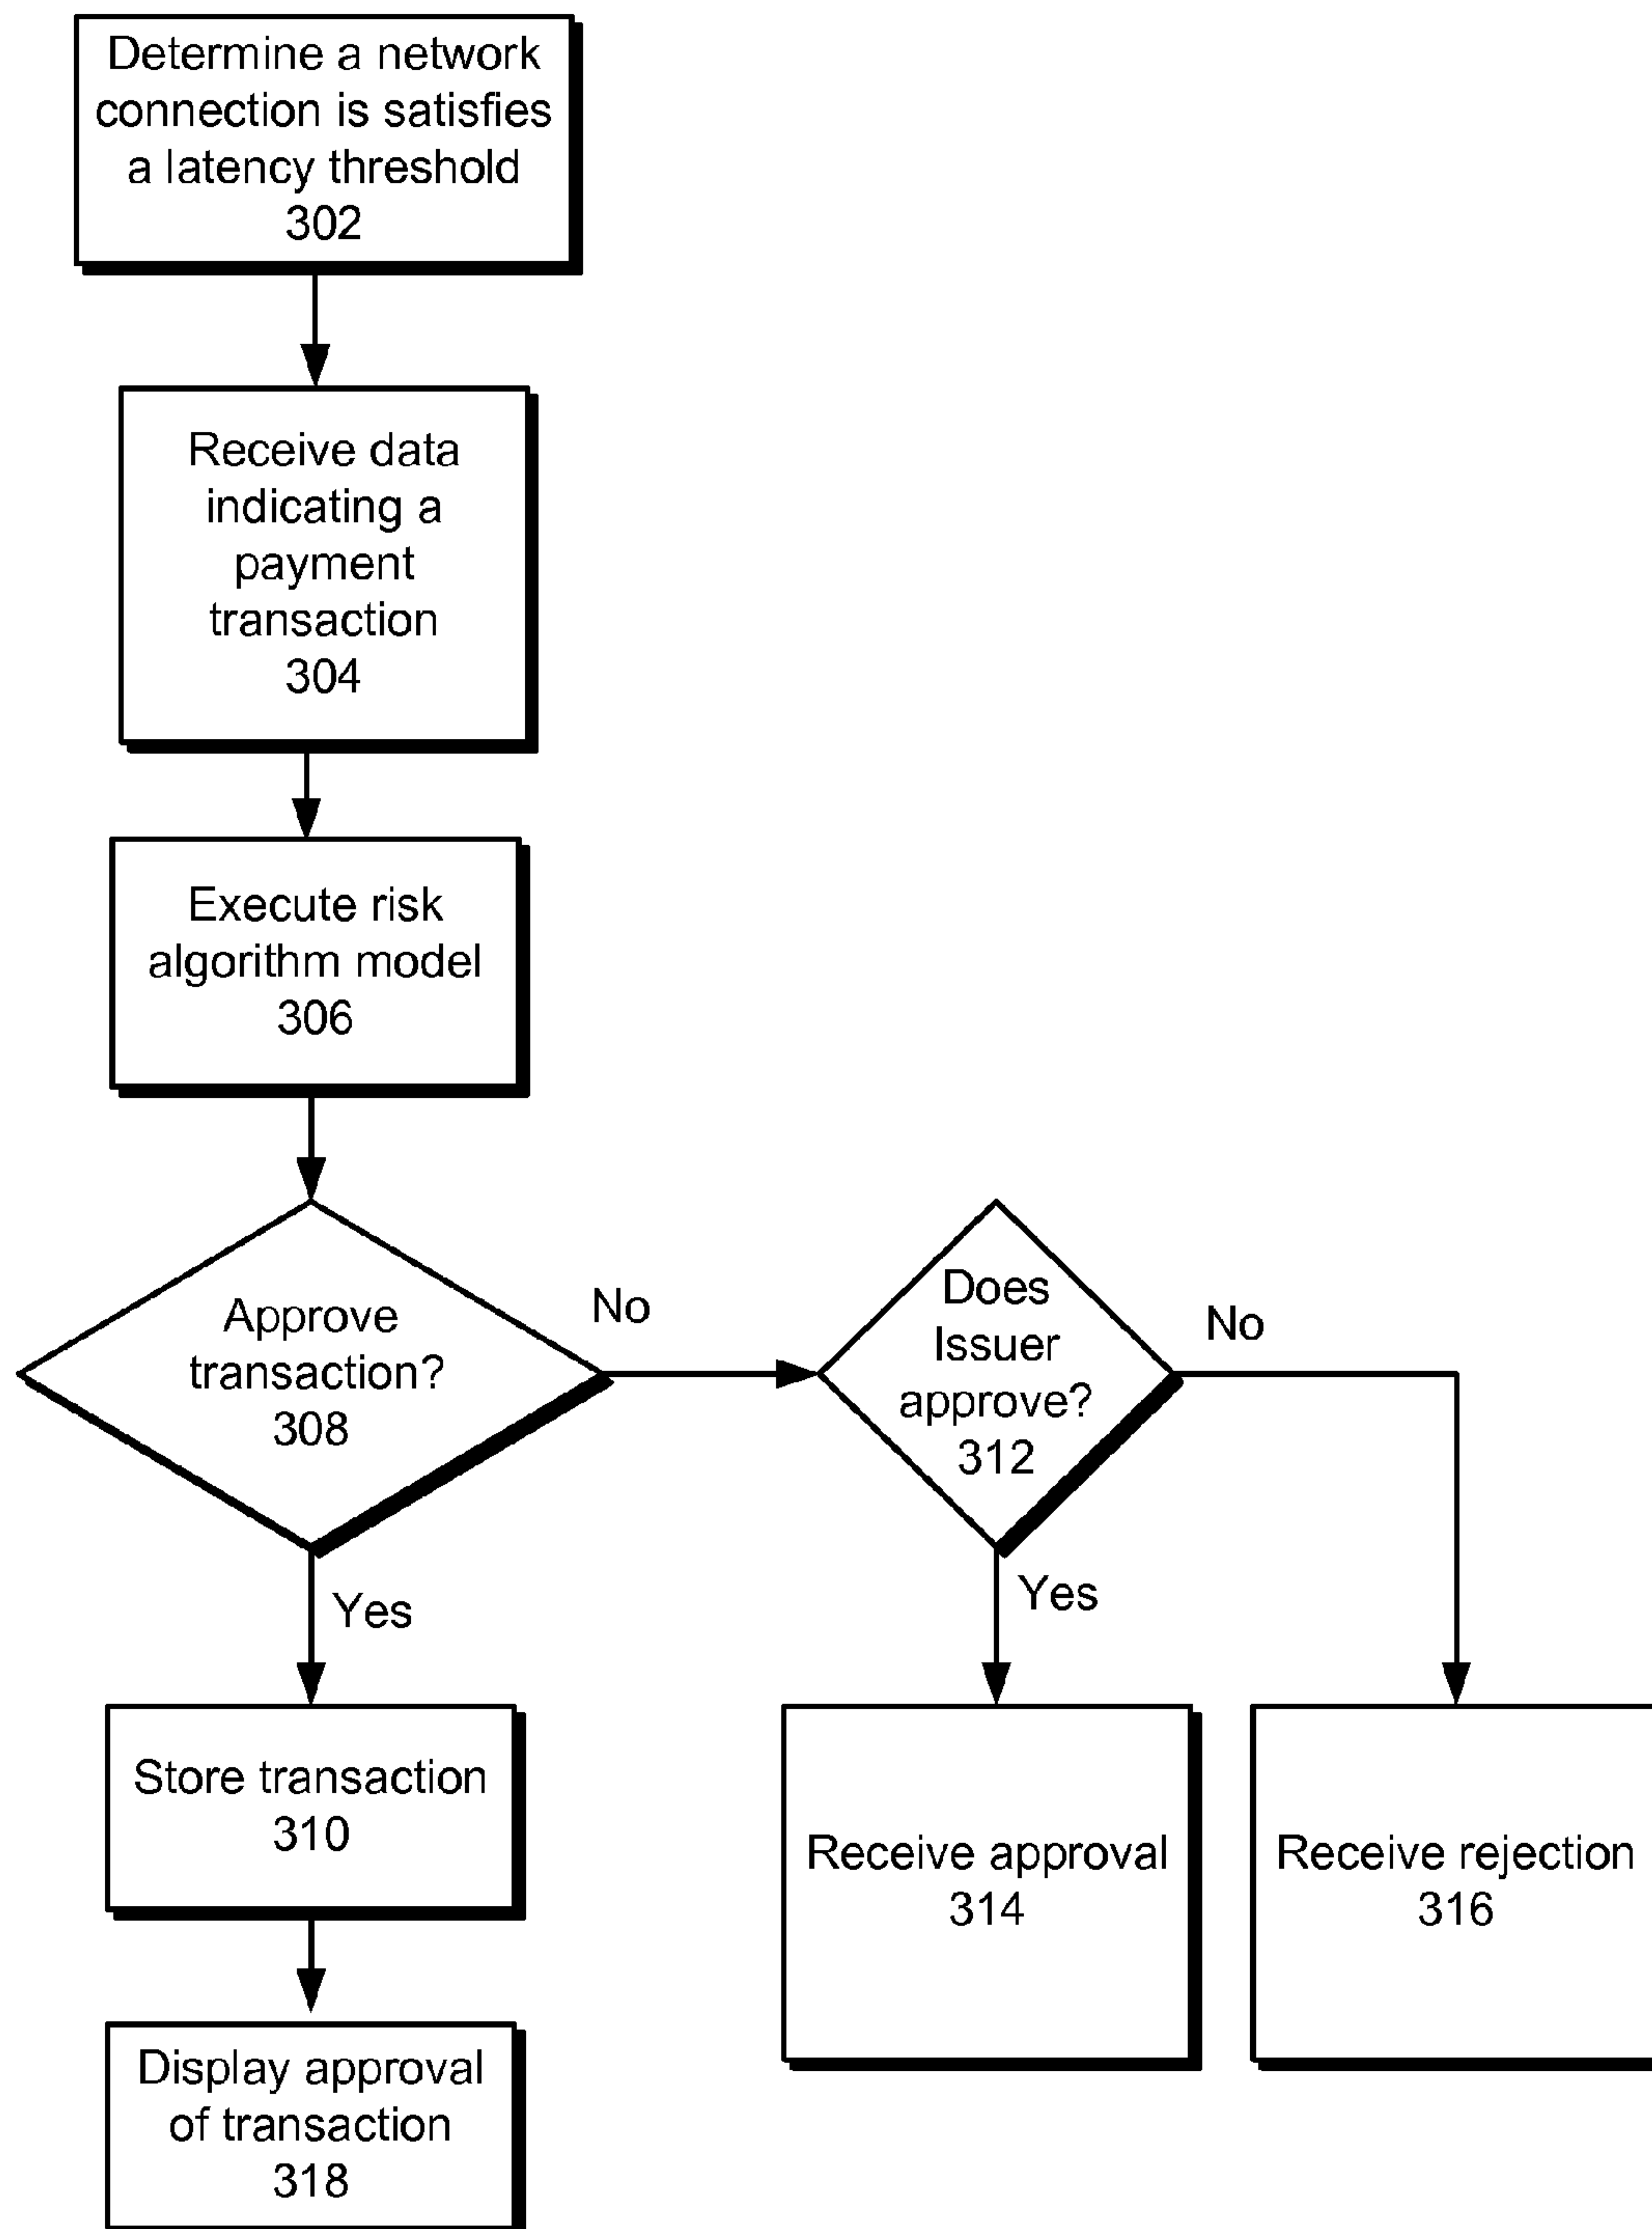 Determine a network
connection is satisfies
a latency threshold
302
Receive data
indicating a
payment
transaction
304
Execute risk
algorithm model
306
Approve
transaction?
308
No
Does
Issuer
approve?
312
No
Yes
Yes
Store transaction
310
Receive approval
314
Receive rejection
316
Display approval
of transaction
318